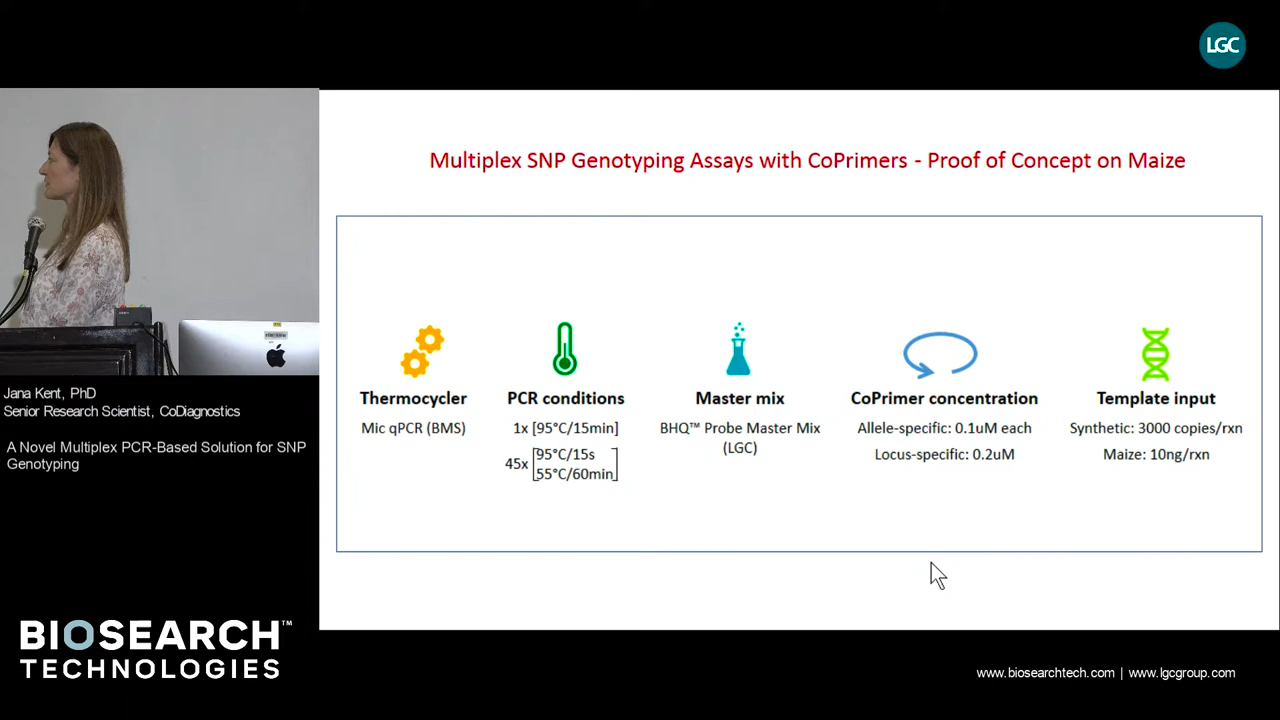 LGC
Multiplex SNP Genotyping Assays with CoPrimers - Proof of Concept on Maize
Thermocycler
Mic qPCR (BMS)
PCR conditions
1x [95°C/15min]
45x
95°C/15s
55°C/60min
Master mix
BHQ™ Probe Master Mix
(LGC)
CoPrimer concentration
Allele-specific: 0.1uM each
Locus-specific: 0.2uM
Template input
Synthetic: 3000 copies/rxn
Maize: 10ng/rxn
Jana Kent, PhD
Senior Research Scientist, CoDiagnostics
A Novel Multiplex PCR-Based Solution for SNP
Genotyping
BIOSEARCH™
TECHNOLOGIES
www.biosearchtech.com | www.lgcgroup.com